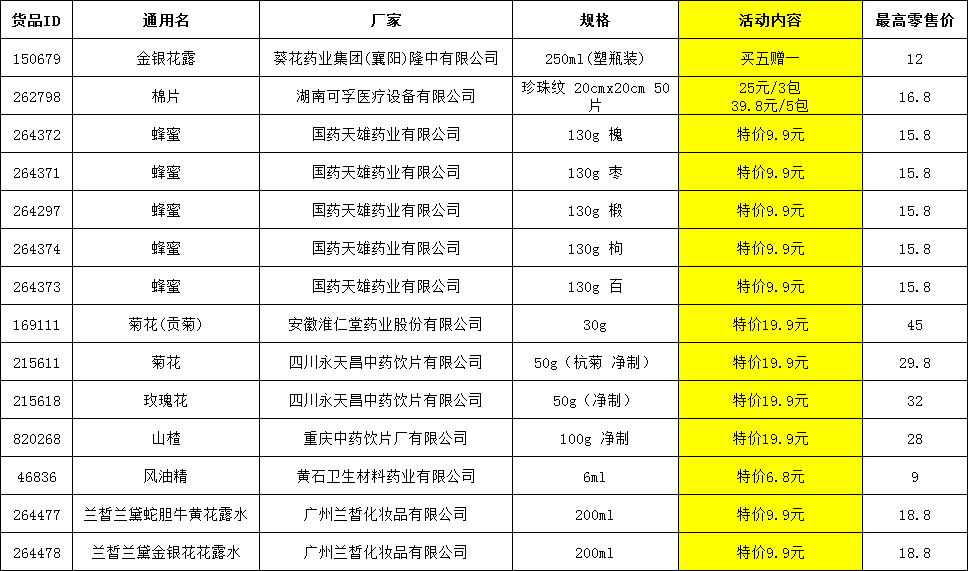 货品ID 通用名 厂家 规格 活动内容 最高零售价
150679 金银花露 葵花药业集团(襄阳)隆中有限公司 250ml(塑瓶装) 买五赠一 12
262798 棉片 湖南可孚医疗设备有限公司 珍珠纹 20cmx20cm 50片 25元/3包 39.8元/5包 16.8
264372 蜂蜜 国药天雄药业有限公司 130g 槐 特价9.9元 15.8
264371 蜂蜜 国药天雄药业有限公司 130g 枣 特价9.9元 15.8
264297 蜂蜜 国药天雄药业有限公司 130g 椴 特价9.9元 15.8
264374 蜂蜜 国药天雄药业有限公司 130g 枸 特价9.9元 15.8
264373 蜂蜜 国药天雄药业有限公司 130g 百 特价9.9元 15.8
169111 菊花(贡菊) 安徽淮仁堂药业股份有限公司 30g 特价19.9元 45
215611 菊花 四川永天昌中药饮片有限公司 50g（杭菊 净制） 特价19.9元 29.8
215618 玫瑰花 四川永天昌中药饮片有限公司 50g（净制） 特价19.9元 32
820268 山楂 重庆中药饮片厂有限公司 100g 净制 特价19.9元 28
46836 风油精 黄石卫生材料药业有限公司 6ml 特价6.8元 9
264477 兰皙兰黛蛇胆牛黄花露水 广州兰皙化妆品有限公司 200ml 特价9.9元 18.8
264478 兰皙兰黛金银花花露水 广州兰皙化妆品有限公司 200ml 特价9.9元 18.8